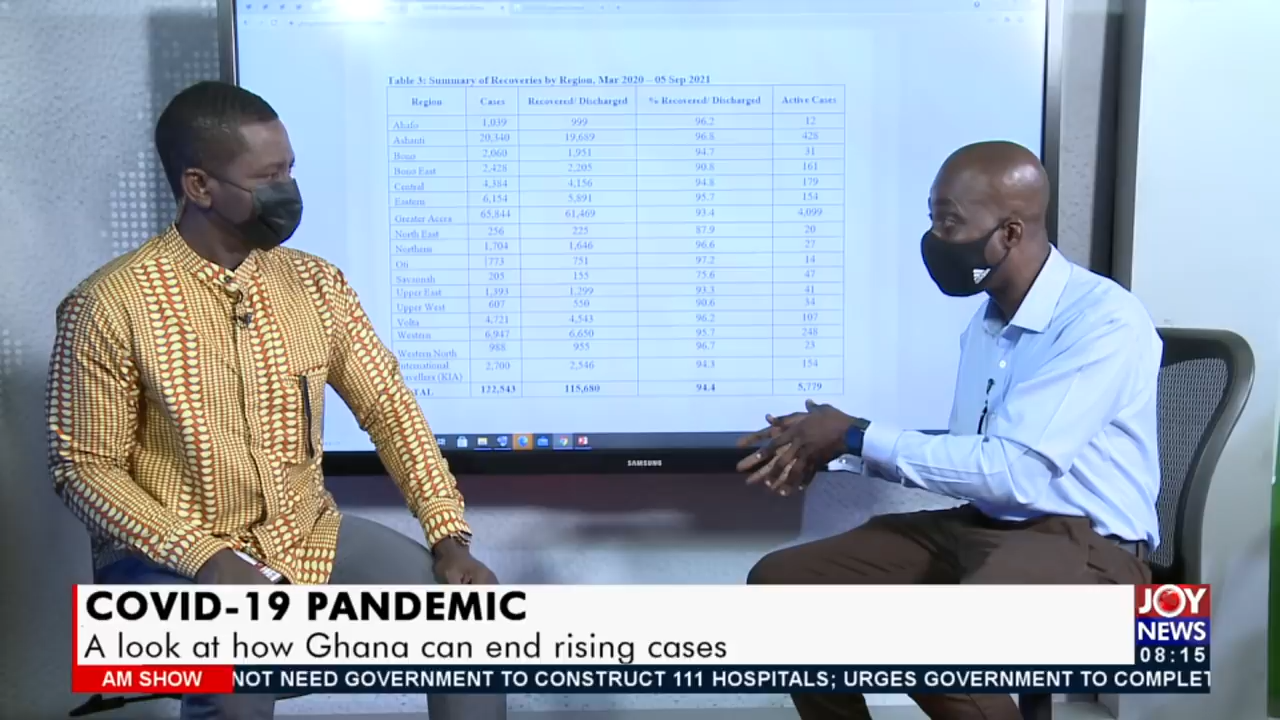 Table 3: Summary of Recoveries by Region, Mar 2020 – 05 Sep 2021
Region Cases Recovered/ Discharged % Recovered/ Discharged Active Cases
Ahafo 1,039 999 96.2 12
Ashanti 20,340 19,689 96.8 428
Bono 2,060 1,951 94.7 31
Bono East 2,428 2,205 90.8 161
Central 4,384 4,156 94.8 179
Eastern 6,154 5,891 95.7 154
Greater Accra 65,844 61,469 93.4 4,099
North East 256 225 87.9 20
Northern 1,704 1,646 96.6 27
Oti 773 751 97.2 14
Savannah 205 155 75.6 47
Upper East 1,393 1,299 93.3 41
Upper West 607 550 90.6 34
Volta 4,721 4,543 96.2 107
Western 6,947 6,650 95.7 248
Western North 988 955 96.7 23
International 2,700 2,546 94.3 154
(KIA)
122,543 115,680 94.4 5,779
SAMSUNG
COVID-19 PANDEMIC
A look at how Ghana can end rising cases
JOY
NEWS
08:15
AM SHOW NOT NEED GOVERNMENT TO CONSTRUCT 111 HOSPITALS; URGES GOVERNMENT TO COMPLET